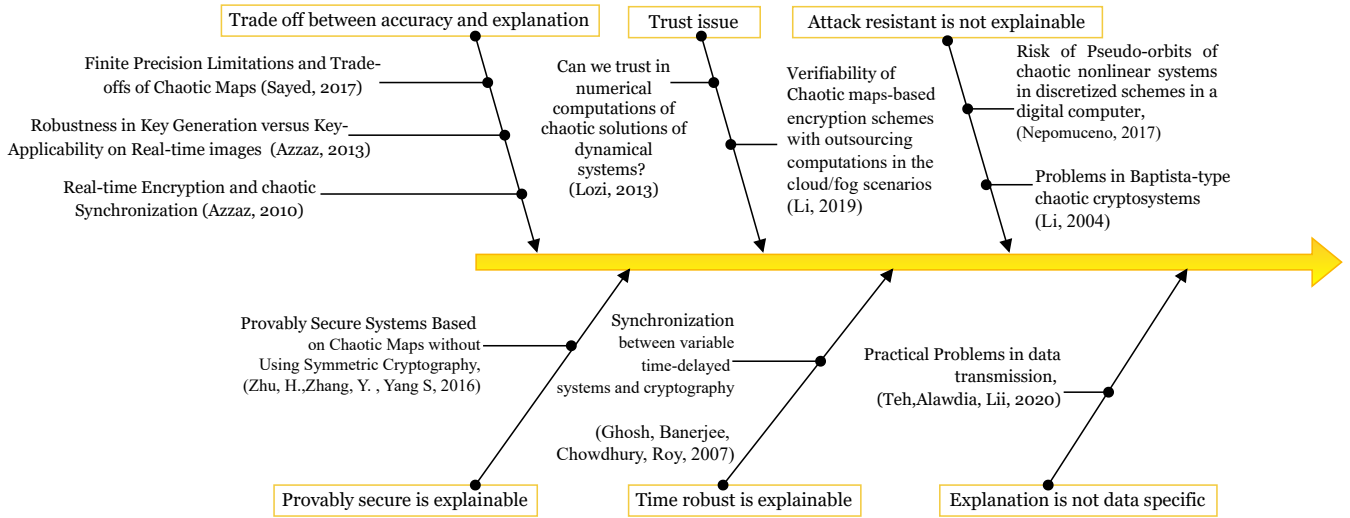 Trade off between accuracy and explanation
Finite Precision Limitations and Trade-
offs of Chaotic Maps (Sayed, 2017)
Robustness in Key Generation versus Key-
Applicability on Real-time images (Azzaz, 2013)
Real-time Encryption and chaotic
Synchronization (Azzaz, 2010)
Trust issue
Can we trust in
numerical
computations of
chaotic solutions of
dynamical
systems?
(Lozi, 2013)
Verifiability of
Chaotic maps-based
encryption schemes
with outsourcing
computations in the
cloud/fog scenarios
(Li, 2019)
Attack resistant is not explainable
Risk of Pseudo-orbits of
chaotic nonlinear systems
in discretized schemes in a
digital computer,
(Nepomuceno, 2017)
Problems in Baptista-type
chaotic cryptosystems
(Li, 2004)
Provably Secure Systems Based
on Chaotic Maps without
Using Symmetric Cryptography,
(Zhu, H.,Zhang, Y. , Yang S, 2016)
Provably secure is explainable
Synchronization
between variable
time-delayed
systems and cryptography
(Ghosh, Banerjee,
Chowdhury, Roy, 2007)
Time robust is explainable
Practical Problems in data
transmission,
(Teh,Alawdia, Lii, 2020)
Explanation is not data specific